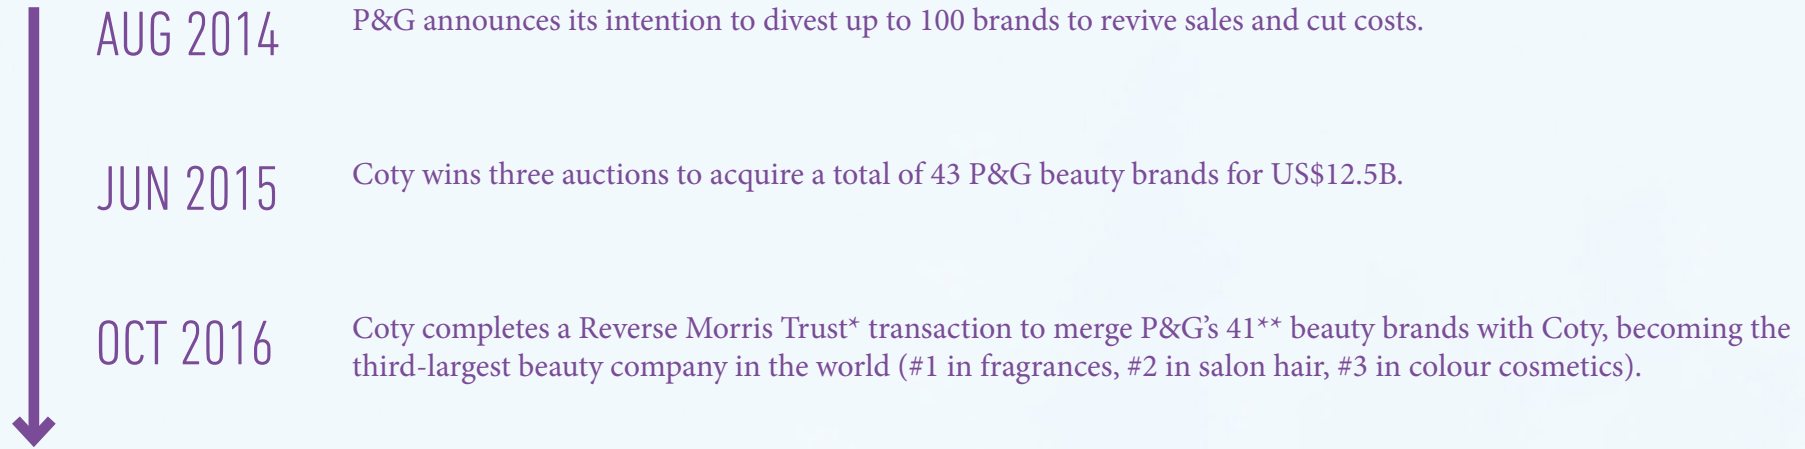 AUG 2014
P&G announces its intention to divest up to 100 brands to revive sales and cut costs.
JUN 2015
Coty wins three auctions to acquire a total of 43 P&G beauty brands for US$12.5B.
OCT 2016
Coty completes a Reverse Morris Trust* transaction to merge P&G’s 41** beauty brands with Coty, becoming the
third-largest beauty company in the world (#1 in fragrances, #2 in salon hair, #3 in colour cosmetics).